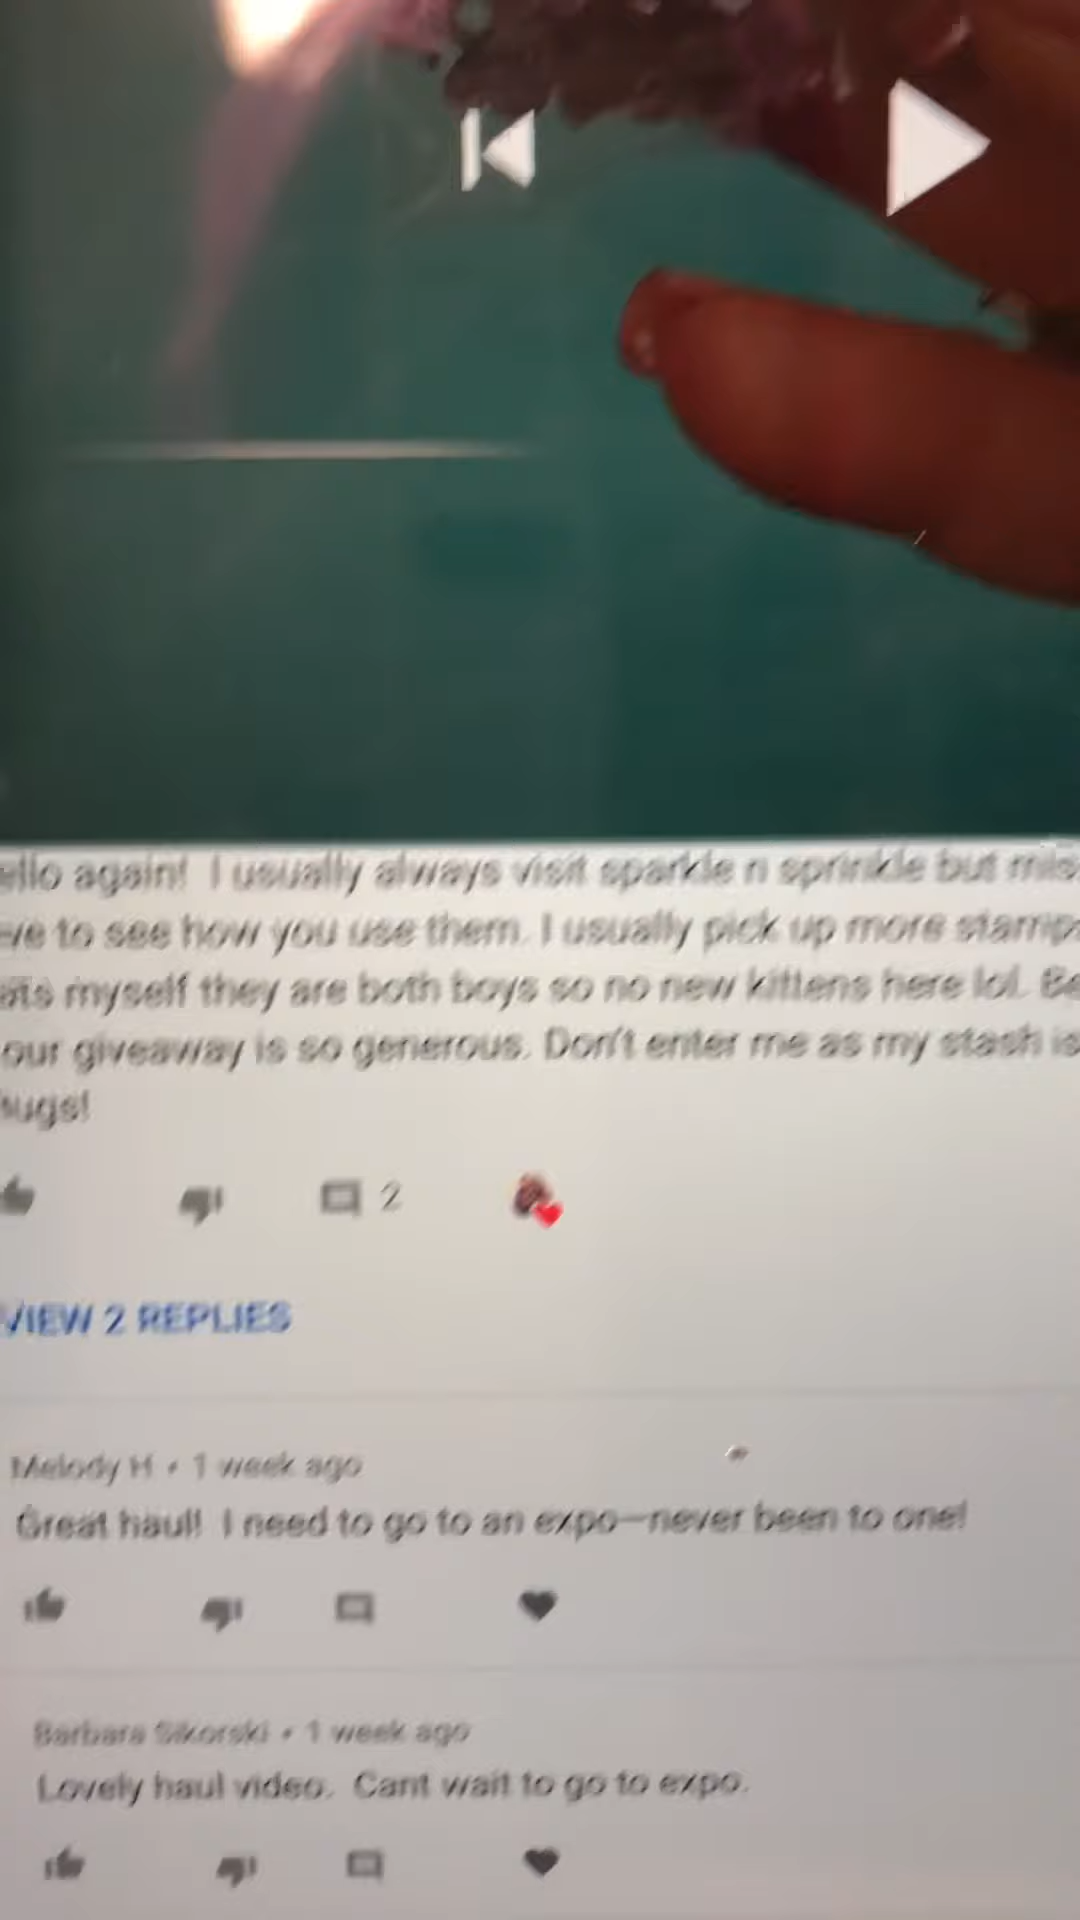 ello again! I usually always visit sparkle n sprinkle but mis
ve to see how you use them. I usually pick up more stamps
ats myself they are both boys so no new kittens here lol. Be
our giveaway is so generous. Don't enter me as my stash is
hugs!
2
VIEW 2 REPLIES
Melody H • 1 week ago
Great haul! I need to go to an expo—never been to one!
Barbara Sikorski • 1 week ago
Lovely haul video. Cant wait to go to expo.